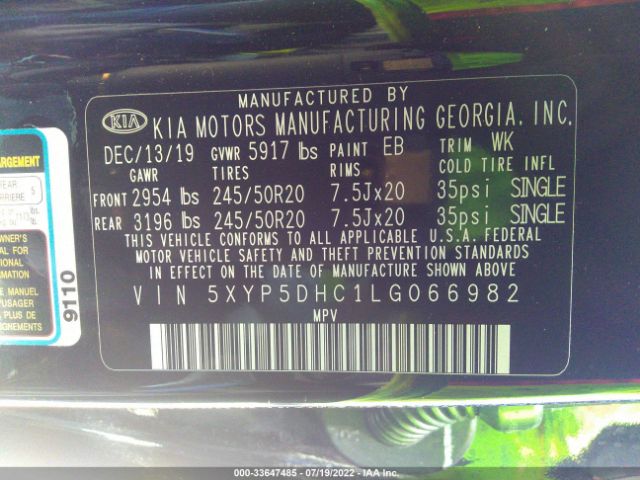 MANUFACTURED BY
KIA KIA MOTORS MANUFACTURING GEORGIA, INC.
DEC/13/19 GVWR 5917 lbs PAINT EB TRIM WK
GAWR TIRES RIMS COLD TIRE INFL
FRONT 2954 lbs 245/50R20 7.5Jx20 35psi SINGLE
REAR 3196 lbs 245/50R20 7.5Jx20 35psi SINGLE
THIS VEHICLE CONFORMS TO ALL APPLICABLE U.S.A. FEDERAL
MOTOR VEHICLE SAFETY AND THEFT PREVENTION STANDARDS
IN EFFECT ON THE DATE OF MANUFACTURE SHOWN ABOVE.
VIN 5XYP5DHC1LG066982
MPV
9110
5
000-33647485 - 07/19/2022 - IAA Inc.